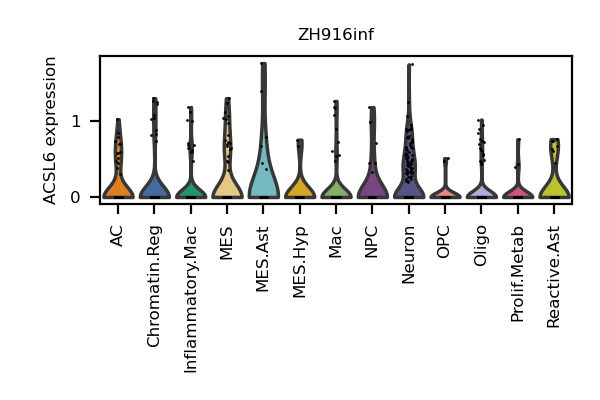 ZH916inf
ACSL6 expression
1
0
AC
Chromatin.Reg
Inflammatory.Mac
MES
MES.Ast
MES.Hyp
Mac
NPC
Neuron
OPC
Oligo
Prolif.Metab
Reactive.Ast